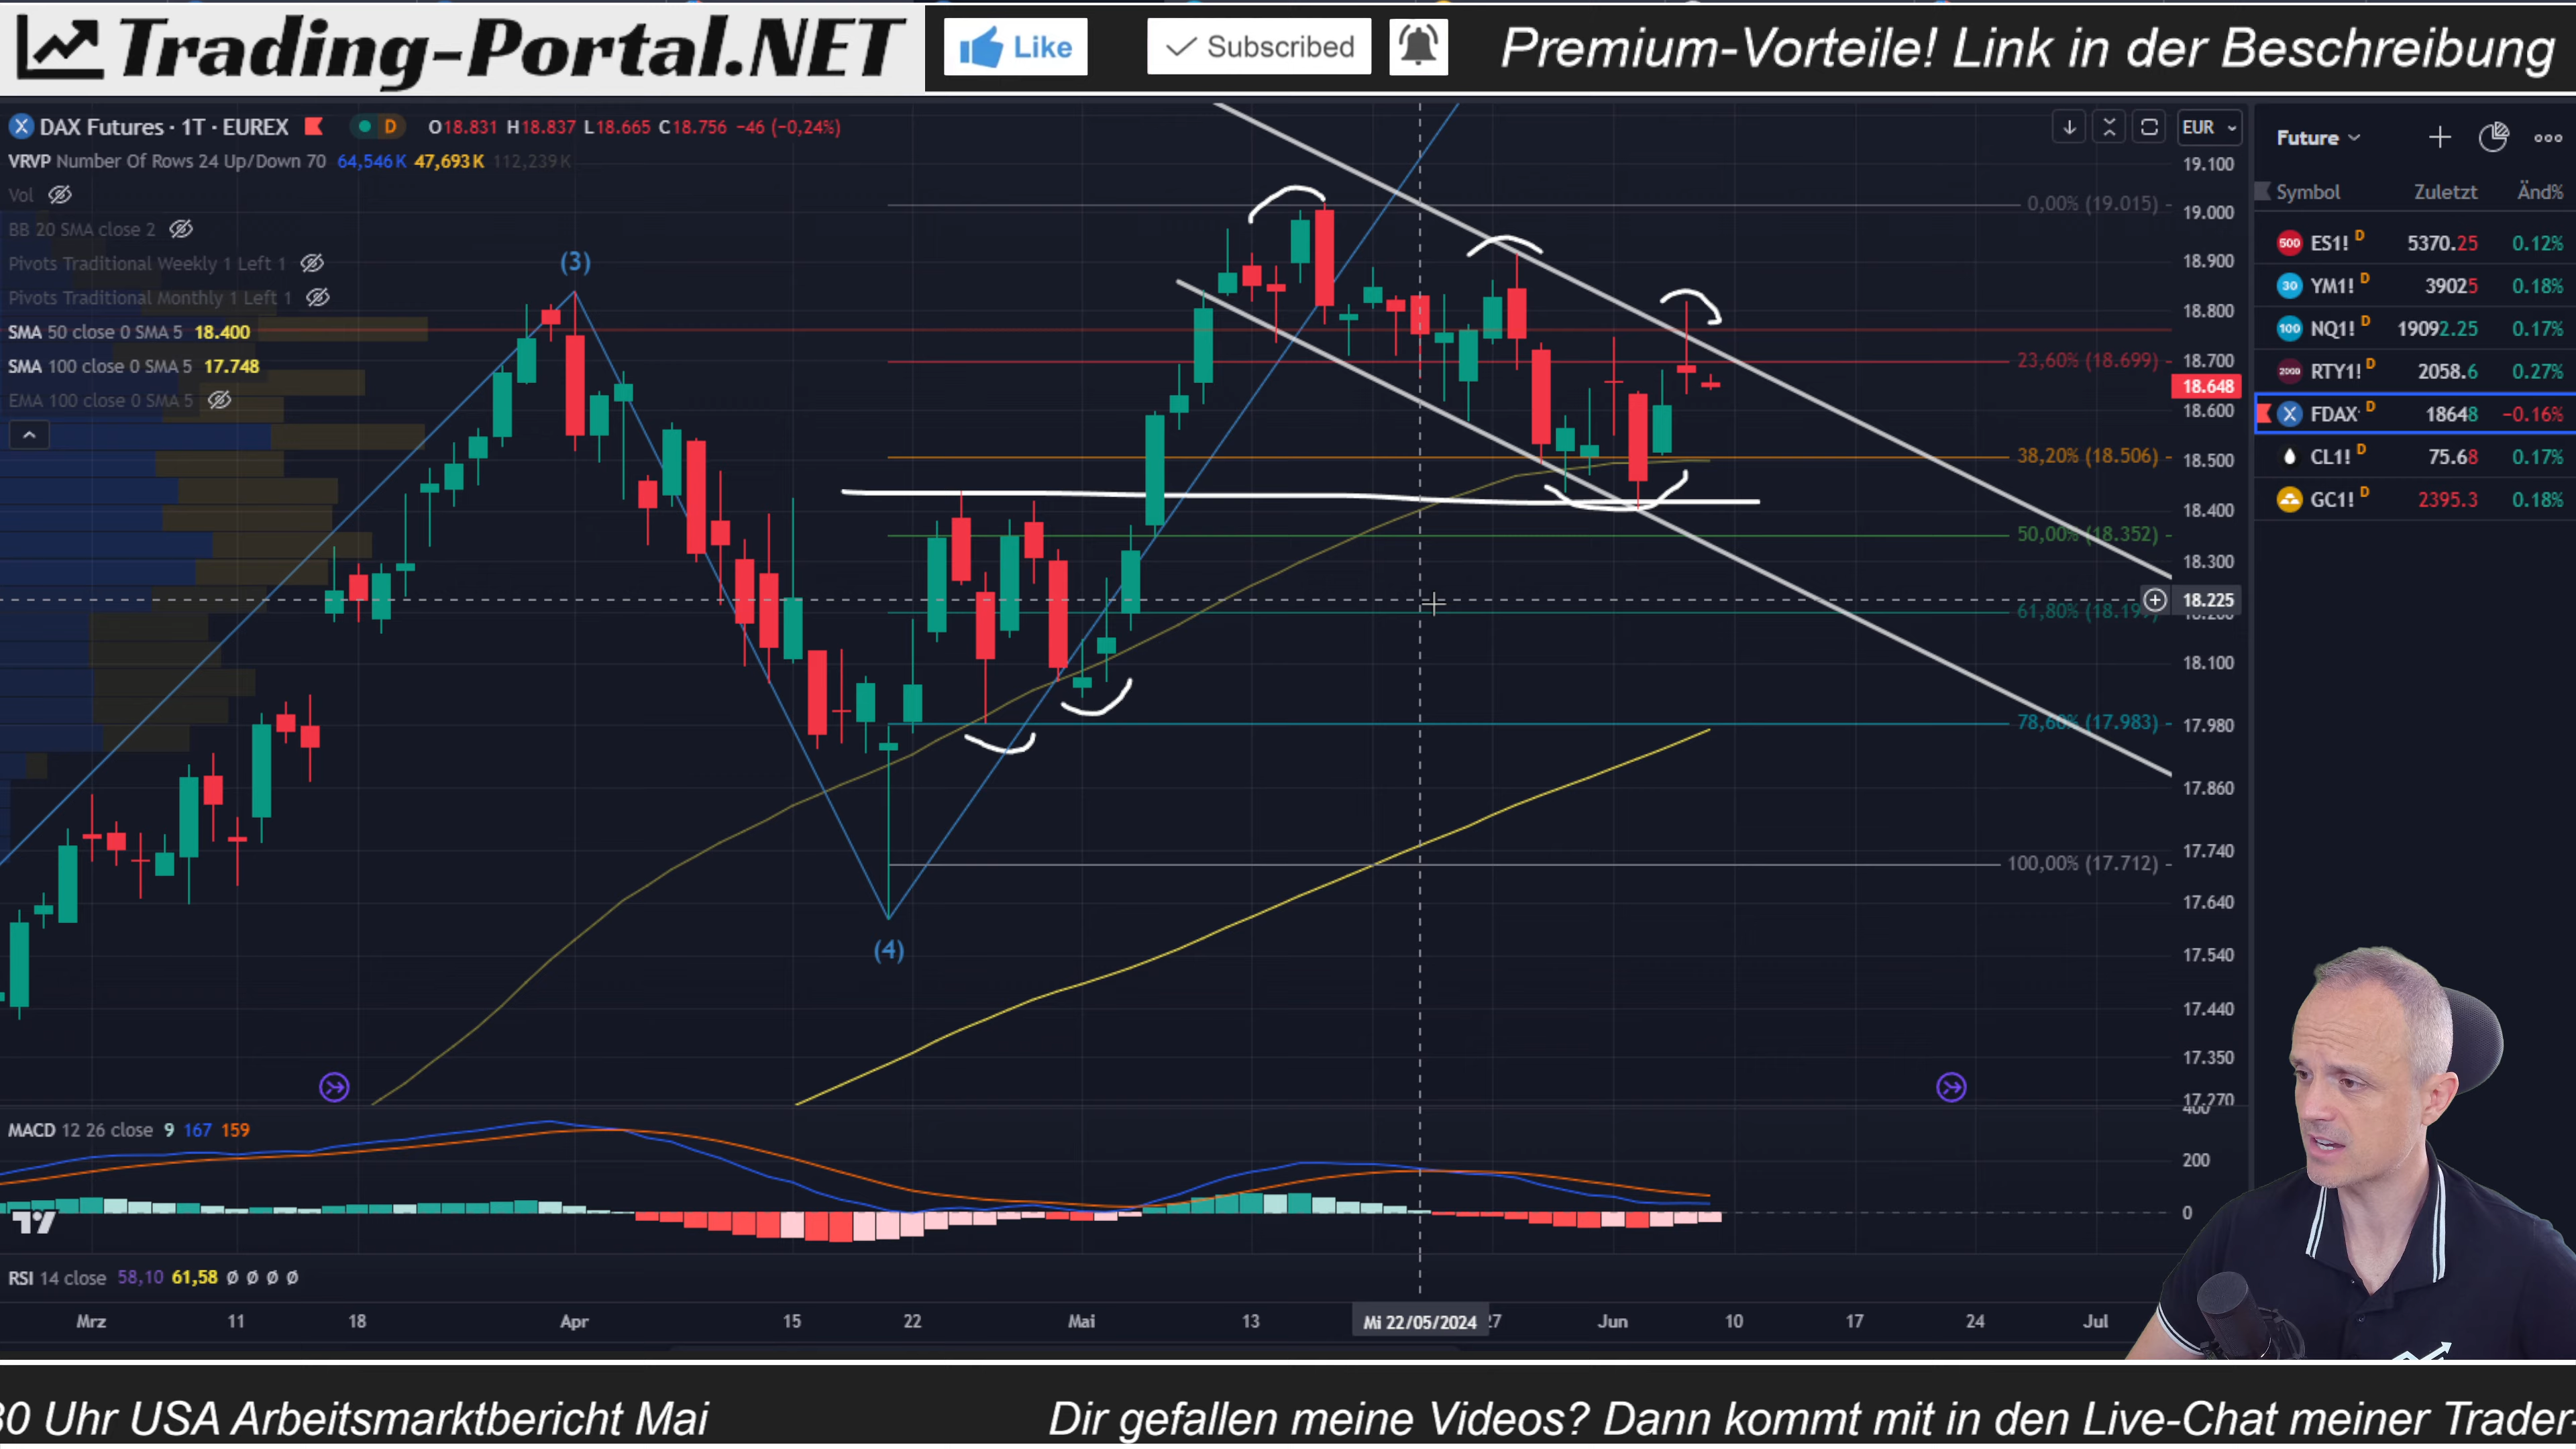 Trading-Portal.NET
Like
Subscribed
Premium-Vorteile! Link in der Beschreibung
DAX Futures · 1T · EUREX D O18.831 H18.837 L18.665 C18.756 −46 (−0,24%)
VRVP Number Of Rows 24 Up/Down 70 64,546K 47,693K 112,239K
Vol
BB 20 SMA close 2
Pivots Traditional Weekly 1 Left 1
Pivots Traditional Monthly 1 Left 1
SMA 50 close 0 SMA 5 18.400
SMA 100 close 0 SMA 5 17.748
EMA 100 close 0 SMA 5
(3)
(4)
0,00% (19.015)
23,60% (18.699)
38,20% (18.506)
50,00% (18.352)
61,80%
78,60% (17.983)
100,00% (17.712)
EUR
19.100
19.000
18.900
18.800
18.700
18.648
18.600
18.500
18.400
18.300
18.225
18.100
17.980
17.860
17.740
17.640
17.540
17.440
17.350
17.270
400
200
0
Future
Symbol Zuletzt Änd%
500 ES1! D 5370.25 0.12%
30 YM1! D 39025 0.18%
100 NQ1! D 19092.25 0.17%
2000 RTY1! D 2058.6 0.27%
X FDAX D 18648 −0.16%
CL1! D 75.68 0.17%
GC1! D 2395.3 0.18%
MACD 12 26 close 9 167 159
RSI 14 close 58,10 61,58 Ø Ø Ø Ø
Mrz 11 18 Apr 15 22 Mai 13 Mi 22/05/2024 27 Jun 10 17 24 Jul
30 Uhr USA Arbeitsmarktbericht Mai
Dir gefallen meine Videos? Dann kommt mit in den Live-Chat meiner Trader-